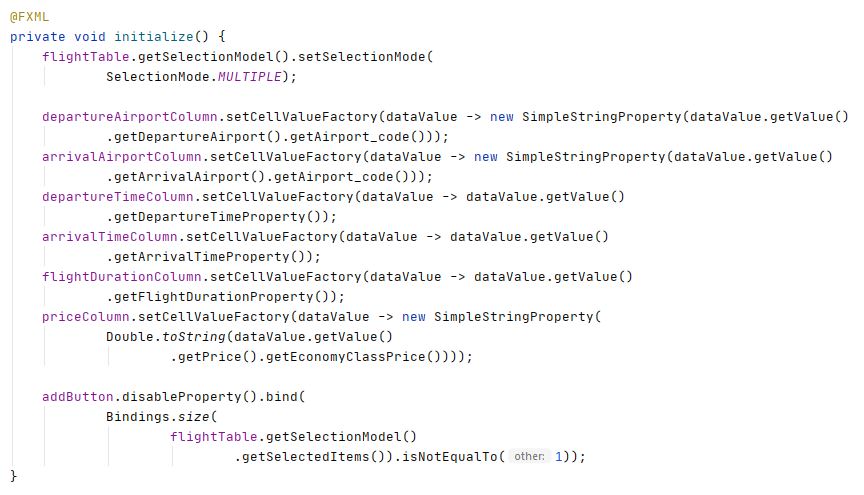 @FXML
private void initialize() {
    flightTable.getSelectionModel().setSelectionMode(
            SelectionMode.MULTIPLE);

    departureAirportColumn.setCellValueFactory(dataValue -> new SimpleStringProperty(dataValue.getValue()
            .getDepartureAirport().getAirport_code()));
    arrivalAirportColumn.setCellValueFactory(dataValue -> new SimpleStringProperty(dataValue.getValue()
            .getArrivalAirport().getAirport_code()));
    departureTimeColumn.setCellValueFactory(dataValue -> dataValue.getValue()
            .getDepartureTimeProperty());
    arrivalTimeColumn.setCellValueFactory(dataValue -> dataValue.getValue()
            .getArrivalTimeProperty());
    flightDurationColumn.setCellValueFactory(dataValue -> dataValue.getValue()
            .getFlightDurationProperty());
    priceColumn.setCellValueFactory(dataValue -> new SimpleStringProperty(
            Double.toString(dataValue.getValue()
                    .getPrice().getEconomyClassPrice())));

    addButton.disableProperty().bind(
            Bindings.size(
                    flightTable.getSelectionModel()
                            .getSelectedItems()).isNotEqualTo( other: 1));
}